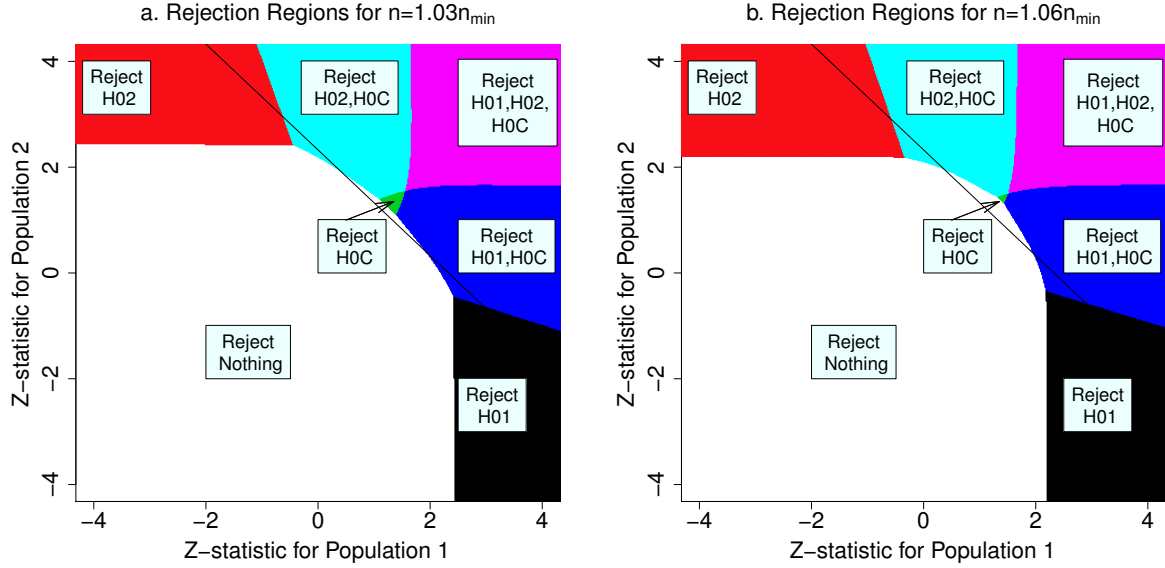 a. Rejection Regions for n=1.03nmin
Z−statistic for Population 2
4
2
0
−2
−4
Reject
H02
Reject
H02,H0C
Reject
H01,H02,
H0C
Reject
H0C
Reject
H01,H0C
Reject
Nothing
Reject
H01
−4
−2
0
2
4
Z−statistic for Population 1
b. Rejection Regions for n=1.06nmin
Z−statistic for Population 2
4
2
0
−2
−4
Reject
H02
Reject
H02,H0C
Reject
H01,H02,
H0C
Reject
H0C
Reject
H01,H0C
Reject
Nothing
Reject
H01
−4
−2
0
2
4
Z−statistic for Population 1